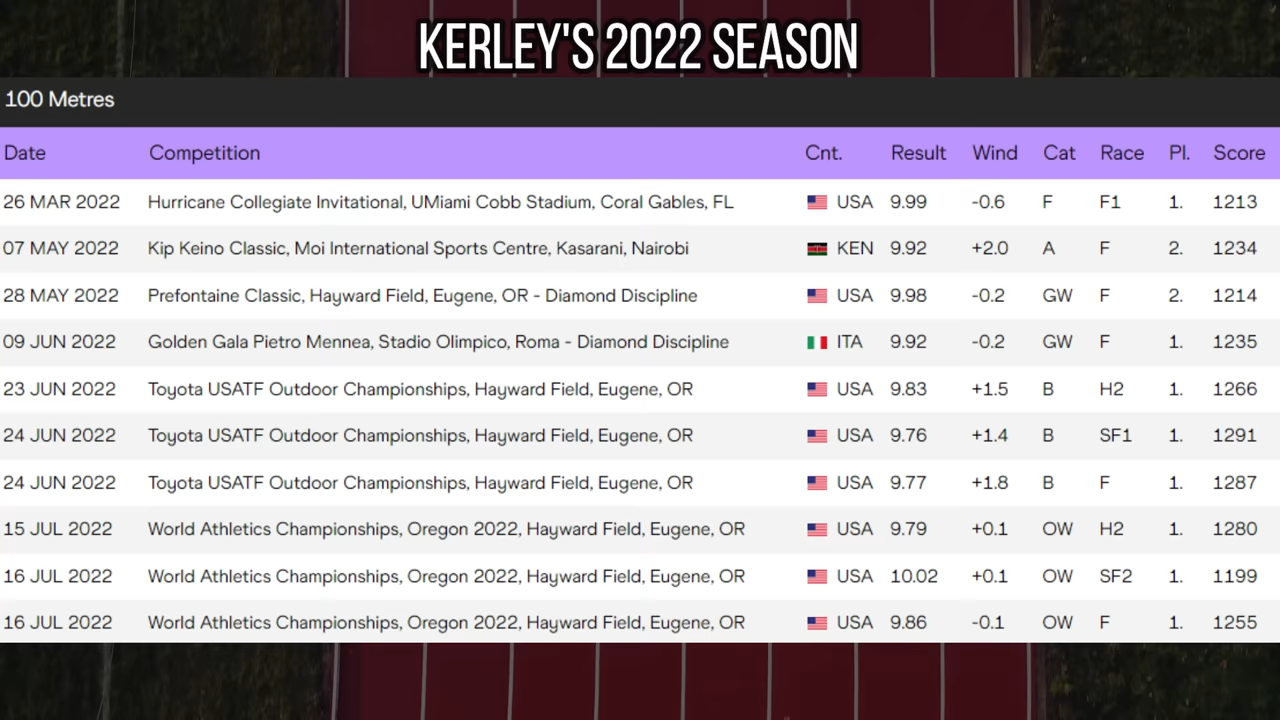 KERLEY'S 2022 SEASON
100 Metres
Date Competition Cnt. Result Wind Cat Race Pl. Score
26 MAR 2022 Hurricane Collegiate Invitational, UMiami Cobb Stadium, Coral Gables, FL USA 9.99 -0.6 F F1 1. 1213
07 MAY 2022 Kip Keino Classic, Moi International Sports Centre, Kasarani, Nairobi KEN 9.92 +2.0 A F 2. 1234
28 MAY 2022 Prefontaine Classic, Hayward Field, Eugene, OR - Diamond Discipline USA 9.98 -0.2 GW F 2. 1214
09 JUN 2022 Golden Gala Pietro Mennea, Stadio Olimpico, Roma - Diamond Discipline ITA 9.92 -0.2 GW F 1. 1235
23 JUN 2022 Toyota USATF Outdoor Championships, Hayward Field, Eugene, OR USA 9.83 +1.5 B H2 1. 1266
24 JUN 2022 Toyota USATF Outdoor Championships, Hayward Field, Eugene, OR USA 9.76 +1.4 B SF1 1. 1291
24 JUN 2022 Toyota USATF Outdoor Championships, Hayward Field, Eugene, OR USA 9.77 +1.8 B F 1. 1287
15 JUL 2022 World Athletics Championships, Oregon 2022, Hayward Field, Eugene, OR USA 9.79 +0.1 OW H2 1. 1280
16 JUL 2022 World Athletics Championships, Oregon 2022, Hayward Field, Eugene, OR USA 10.02 +0.1 OW SF2 1. 1199
16 JUL 2022 World Athletics Championships, Oregon 2022, Hayward Field, Eugene, OR USA 9.86 -0.1 OW F 1. 1255